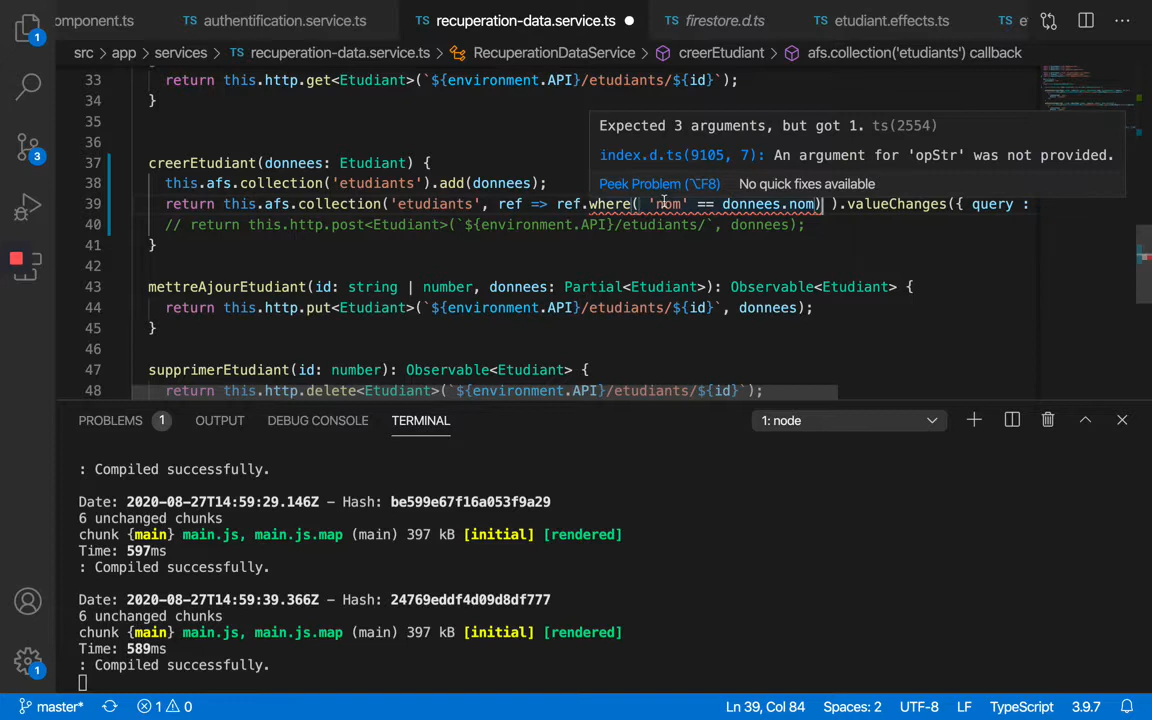 omponent.ts
TS authentification.service.ts
TS recuperation-data.service.ts
TS firestore.d.ts
TS etudiant.effects.ts
TS e
src > app > services > TS recuperation-data.service.ts > RecuperationDataService > creerEtudiant > afs.collection('etudiants') callback
33 return this.http.get<Etudiant>(`${environment.API}/etudiants/${id}`);
34 }
35
36
Expected 3 arguments, but got 1. ts(2554)
index.d.ts(9105, 7): An argument for 'opStr' was not provided.
Peek Problem (⌥F8) No quick fixes available
37 creerEtudiant(donnees: Etudiant) {
38 this.afs.collection('etudiants').add(donnees);
39 return this.afs.collection('etudiants', ref => ref.where( 'nom' == donnees.nom) ).valueChanges({ query :
40 // return this.http.post<Etudiant>(`${environment.API}/etudiants/`, donnees);
41 }
42
43 mettreAjourEtudiant(id: string | number, donnees: Partial<Etudiant>): Observable<Etudiant> {
44 return this.http.put<Etudiant>(`${environment.API}/etudiants/${id}`, donnees);
45 }
46
47 supprimerEtudiant(id: number): Observable<Etudiant> {
48 return this.http.delete<Etudiant>(`${environment.API}/etudiants/${id}`);
1
3
1
PROBLEMS 1 OUTPUT DEBUG CONSOLE TERMINAL 1: node
: Compiled successfully.
Date: 2020-08-27T14:59:29.146Z - Hash: be599e67f16a053f9a29
6 unchanged chunks
chunk {main} main.js, main.js.map (main) 397 kB [initial] [rendered]
Time: 597ms
: Compiled successfully.
Date: 2020-08-27T14:59:39.366Z - Hash: 24769eddf4d09d8df777
6 unchanged chunks
chunk {main} main.js, main.js.map (main) 397 kB [initial] [rendered]
Time: 589ms
: Compiled successfully.
master* 1 0 Ln 39, Col 84 Spaces: 2 UTF-8 LF TypeScript 3.9.7